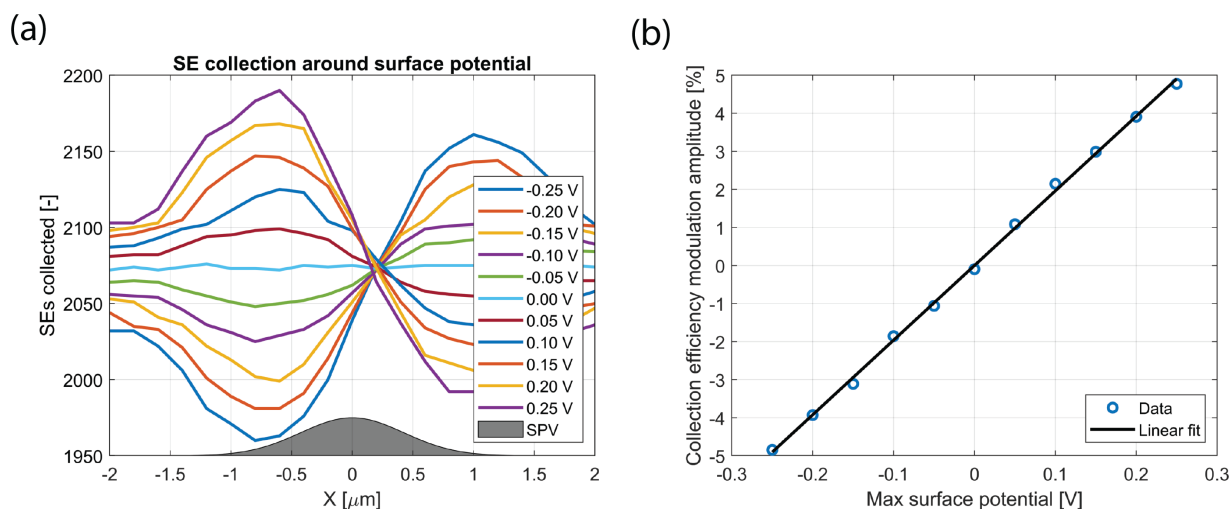 (a)
SE collection around surface potential
2200
2150
2100
2050
2000
1950
SEs collected [-]
-2
-1.5
-1
-0.5
0
0.5
1
1.5
2
X [μm]
-0.25 V
-0.20 V
-0.15 V
-0.10 V
-0.05 V
0.00 V
0.05 V
0.10 V
0.15 V
0.20 V
0.25 V
SPV
(b)
5
4
3
2
1
0
-1
-2
-3
-4
-5
Collection efficiency modulation amplitude [%]
-0.3
-0.2
-0.1
0
0.1
0.2
0.3
Max surface potential [V]
Data
Linear fit